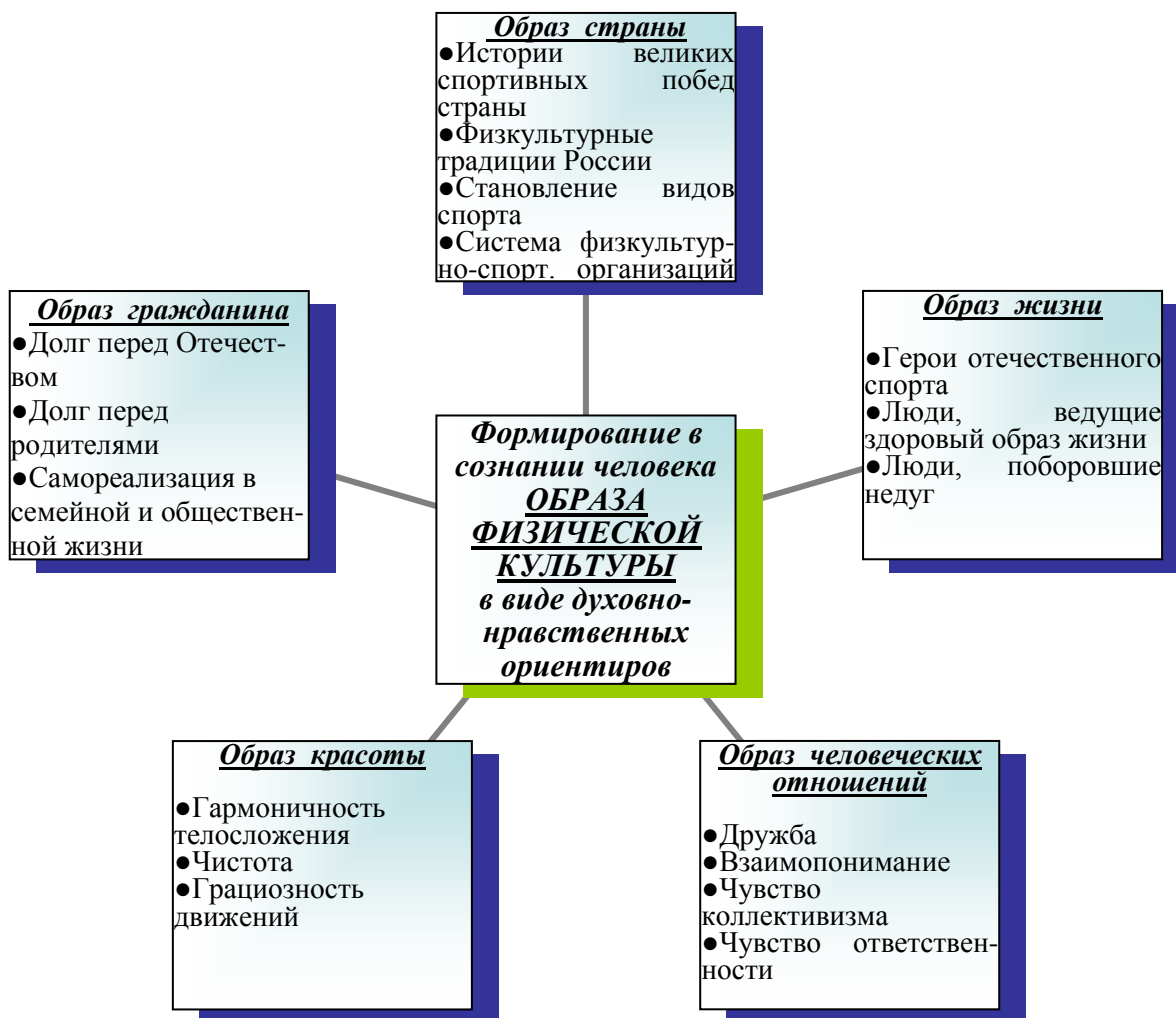 Образ страны
●Истории великих
спортивных побед
страны
●Физкультурные
традиции России
●Становление видов
спорта
●Система физкультур-
но-спорт. организаций
Образ гражданина
●Долг перед Отечест-
вом
●Долг перед
родителями
●Самореализация в
семейной и обществен-
ной жизни
Образ жизни
●Герои отечественного
спорта
●Люди, ведущие
здоровый образ жизни
●Люди, поборовшие
недуг
Формирование в
сознании человека
ОБРАЗА
ФИЗИЧЕСКОЙ
КУЛЬТУРЫ
в виде духовно-
нравственных
ориентиров
Образ красоты
●Гармоничность
телосложения
●Чистота
●Грациозность
движений
Образ человеческих
отношений
●Дружба
●Взаимопонимание
●Чувство
коллективизма
●Чувство ответствен-
ности